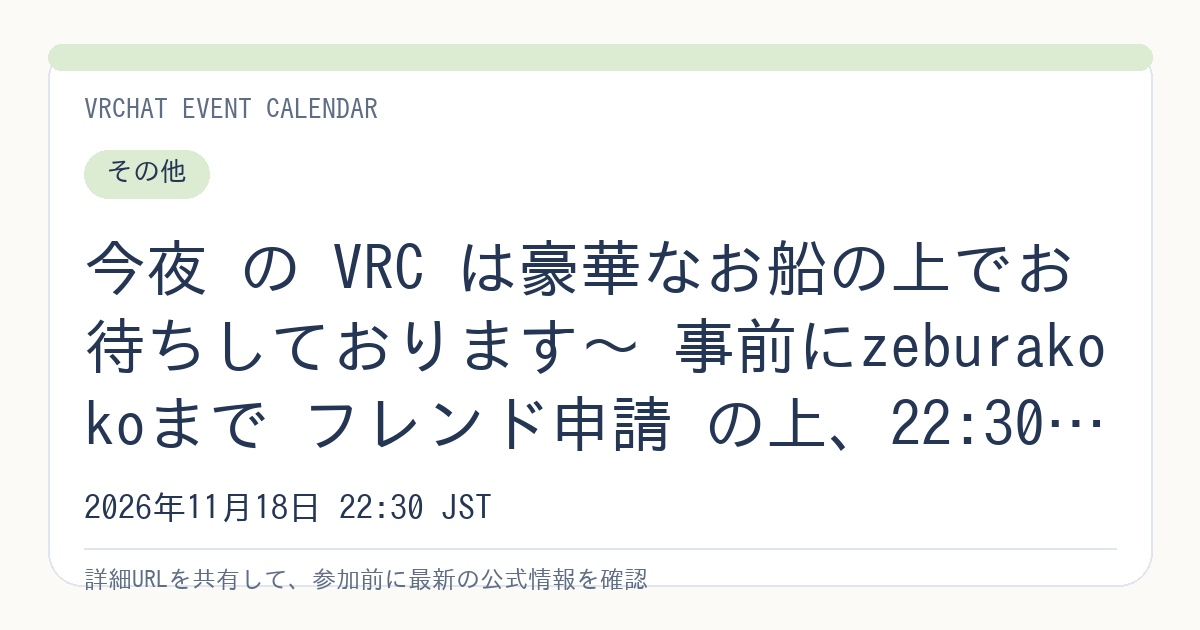 VRCHAT EVENT CALENDAR
その他
今夜 の VRC は豪華なお船の上でお
待ちしております〜 事前にzeburako
koまで フレンド申請 の上、22:30…
2026年11月18日 22:30 JST
詳細URLを共有して、参加前に最新の公式情報を確認